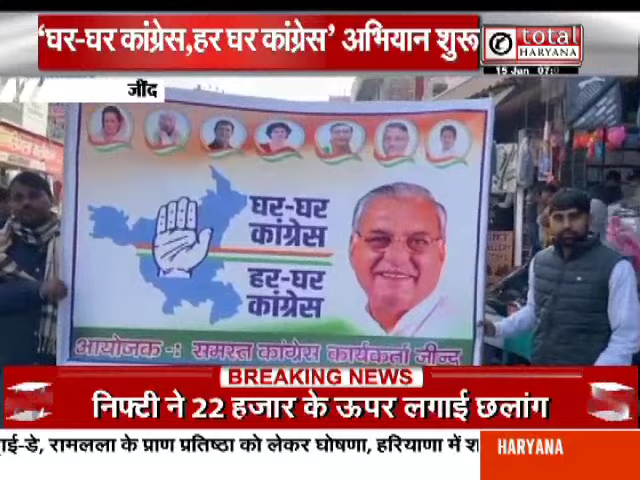 ‘घर-घर कांग्रेस,हर घर कांग्रेस’ अभियान शुरू
total
HARYANA
15 Jan
जींद
घर-घर
कांग्रेस
हर-घर
कांग्रेस
आयोजक -: समस्त कांग्रेस कार्यकर्ता जीन्द
BREAKING NEWS
निफ्टी ने 22 हजार के ऊपर लगाई छलांग
ई-डे, रामलला के प्राण प्रतिष्ठा को लेकर घोषणा, हरियाणा में
HARYANA